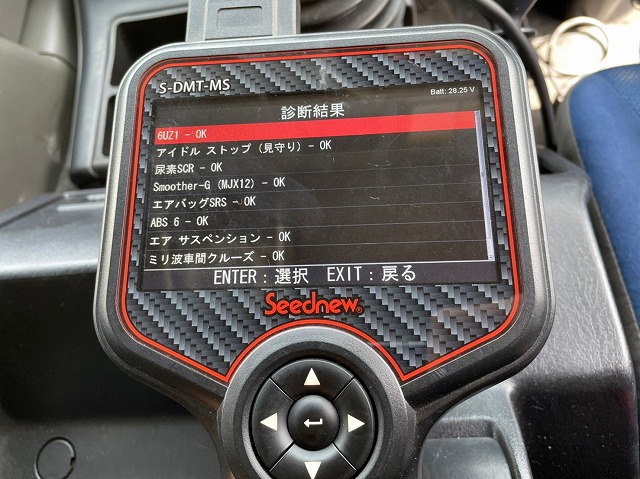 S-DMT-MS
Batt: 28.25 V
診断結果
6UZ1 - OK
アイドル ストップ (見守り) - OK
尿素SCR - OK
Smoother-G (MJX12) - OK
エアバッグSRS - OK
ABS 6 - OK
エア サスペンション - OK
ミリ波車間クルーズ - OK
ENTER : 選択 EXIT : 戻る
Seednew®